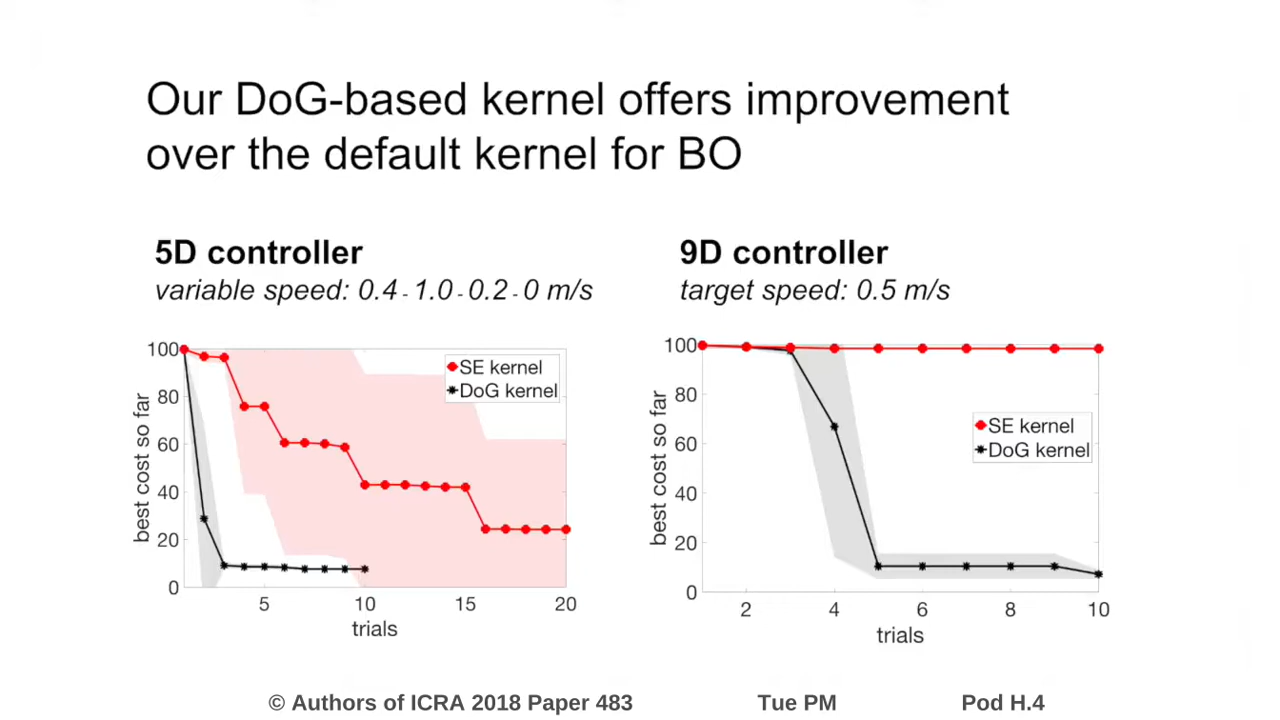 Our DoG-based kernel offers improvement
over the default kernel for BO
5D controller
variable speed: 0.4 - 1.0 - 0.2 - 0 m/s
100
80
60
40
20
0
best cost so far
5
10
15
20
trials
SE kernel
DoG kernel
9D controller
target speed: 0.5 m/s
100
80
60
40
20
0
best cost so far
2
4
6
8
10
trials
SE kernel
DoG kernel
© Authors of ICRA 2018 Paper 483 Tue PM Pod H.4